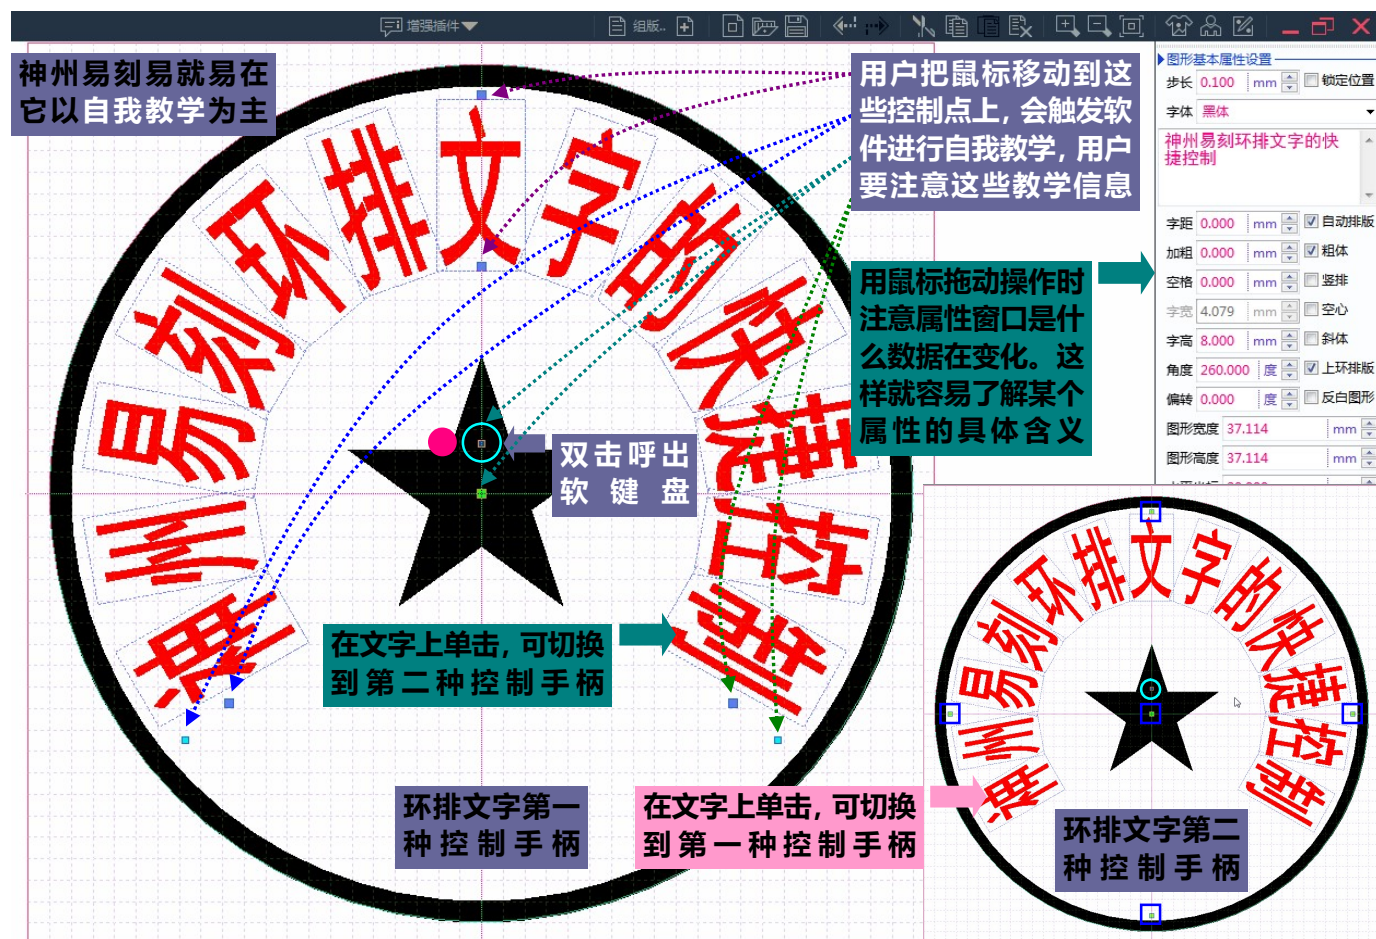 增强插件
组版..
神州易刻易就易在
它以自我教学为主
用户把鼠标移动到这
些控制点上,会触发软
件进行自我教学,用户
要注意这些教学信息
用鼠标拖动操作时
注意属性窗口是什
么数据在变化。这
样就容易了解某个
属性的具体含义
图形基本属性设置
步长 0.100 mm 锁定位置
字体 黑体
神州易刻环排文字的快
捷控制
字距 0.000 mm 自动排版
加粗 0.000 mm 粗体
空格 0.000 mm 竖排
字宽 4.079 mm 空心
字高 8.000 mm 斜体
角度 260.000 度 上环排版
偏转 0.000 度 反白图形
图形宽度 37.114 mm
图形高度 37.114 mm
神州易刻环排文字的快捷控制
双击呼出
软键盘
在文字上单击,可切换
到第二种控制手柄
环排文字第一
种控制手柄
在文字上单击,可切换
到第一种控制手柄
神州易刻环排文字的快捷控制
环排文字第二
种控制手柄